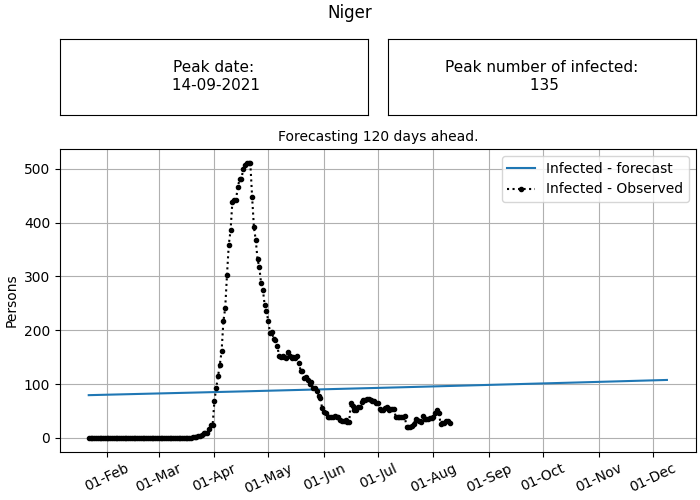 Niger
Peak date:
14-09-2021
Peak number of infected:
135
Forecasting 120 days ahead.
Infected - forecast
Infected - Observed
Persons
500
400
300
200
100
0
01-Feb
01-Mar
01-Apr
01-May
01-Jun
01-Jul
01-Aug
01-Sep
01-Oct
01-Nov
01-Dec